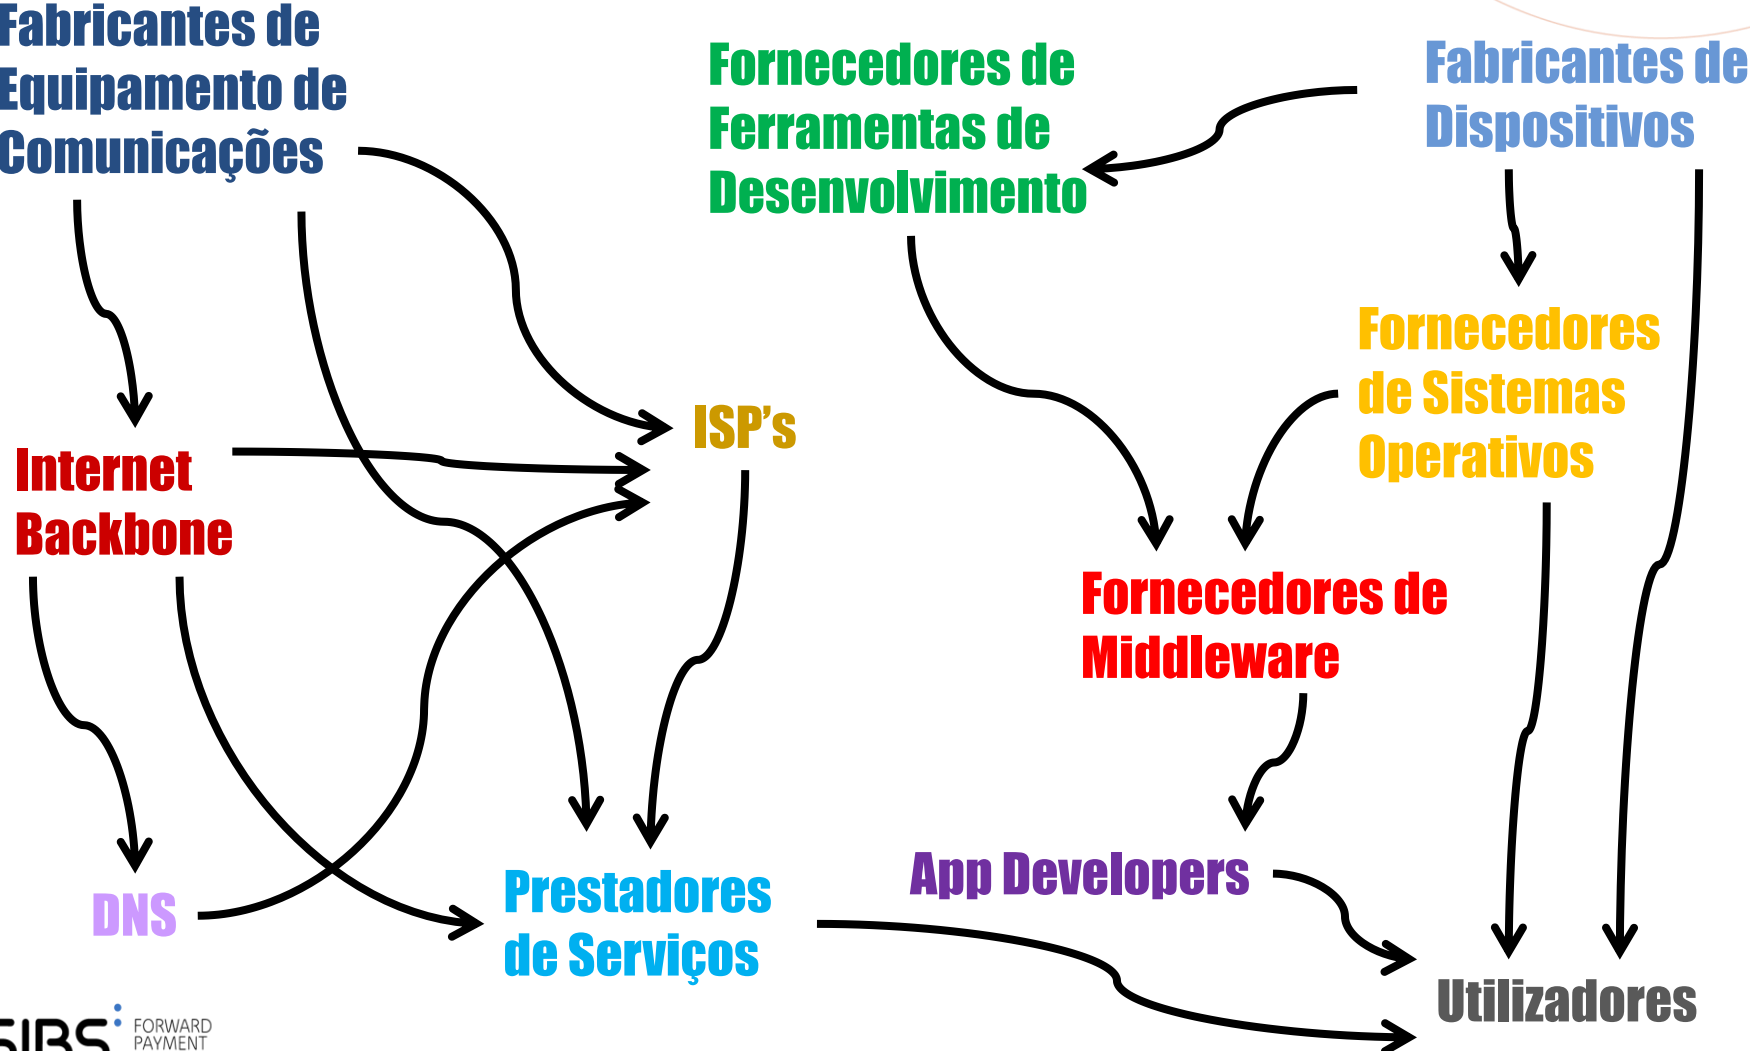 Fabricantes de
Equipamento de
Comunicações
Fornecedores de
Ferramentas de
Desenvolvimento
Fabricantes de
Dispositivos
Fornecedores
de Sistemas
Operativos
ISP's
Internet
Backbone
Fornecedores de
Middleware
DNS
Prestadores
de Serviços
App Developers
Utilizadores
SIBS
FORWARD
PAYMENT